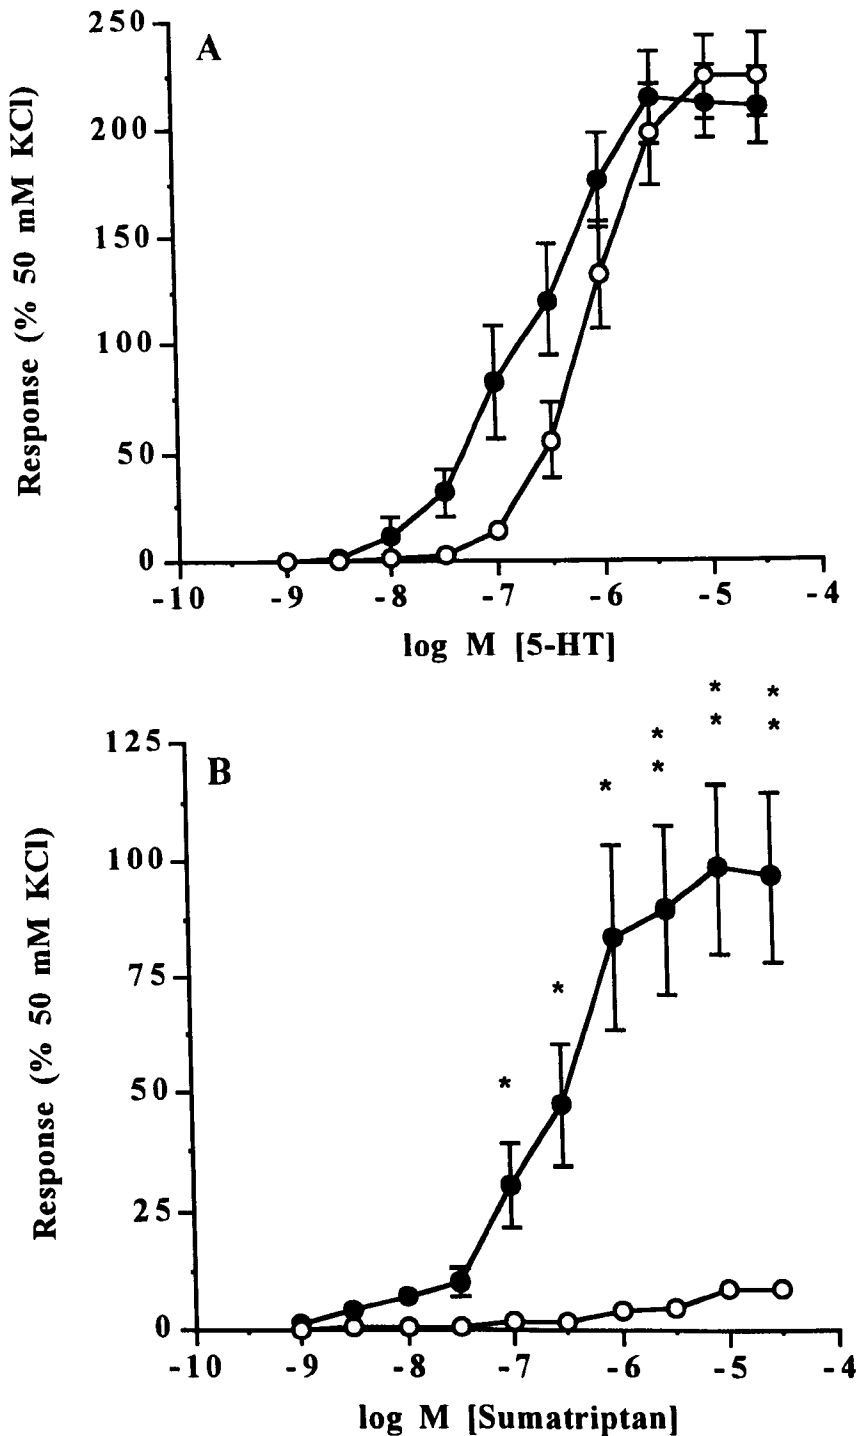 A
250
200
150
100
50
0
Response (% 50 mM KCl)
-10 -9 -8 -7 -6 -5 -4
log M [5-HT]
* *
* * *
*
* * *
B
125
100
75
50
25
0
*
*
Response (% 50 mM KCl)
-10 -9 -8 -7 -6 -5 -4
log M [Sumatriptan]